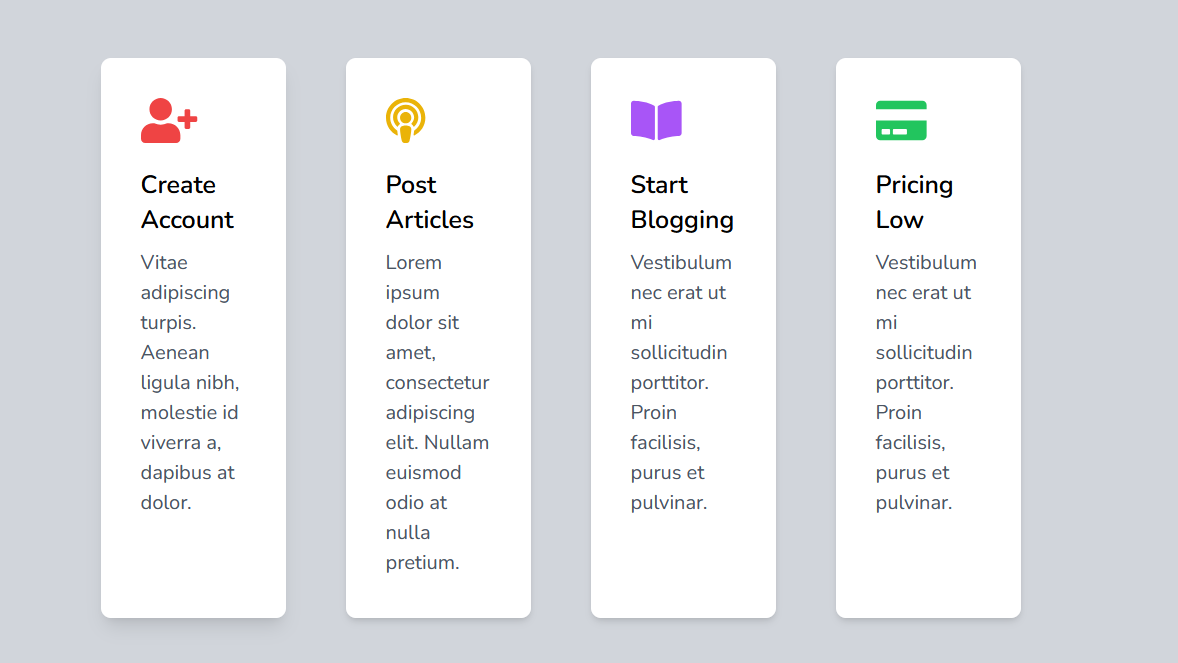 Create
Account
Vitae
adipiscing
turpis.
Aenean
ligula nibh,
molestie id
viverra a,
dapibus at
dolor.
Post
Articles
Lorem
ipsum
dolor sit
amet,
consectetur
adipiscing
elit. Nullam
euismod
odio at
nulla
pretium.
Start
Blogging
Vestibulum
nec erat ut
mi
sollicitudin
porttitor.
Proin
facilisis,
purus et
pulvinar.
Pricing
Low
Vestibulum
nec erat ut
mi
sollicitudin
porttitor.
Proin
facilisis,
purus et
pulvinar.